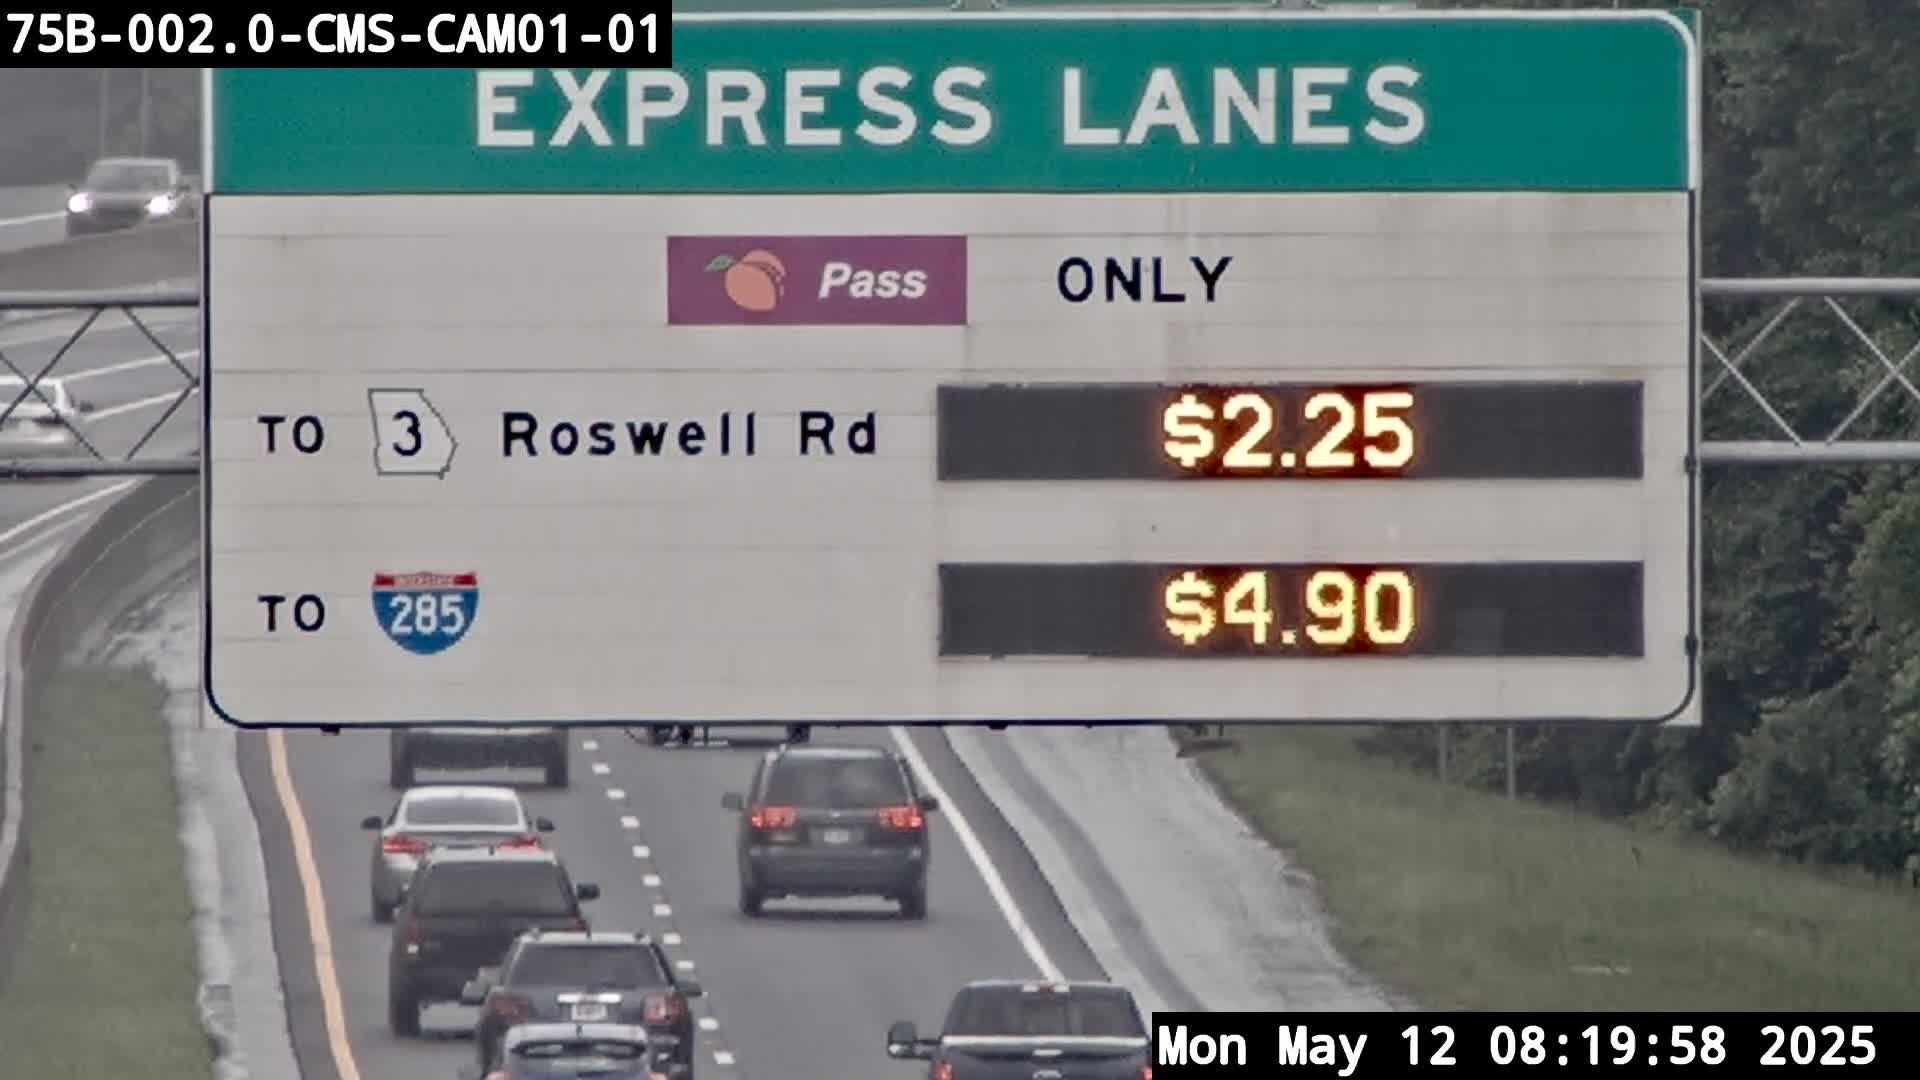 75B-002.0-CMS-CAM01-01
EXPRESS LANES
Pass ONLY
TO 3 Roswell Rd $2.25
INTERSTATE
TO 285 $4.90
Mon May 12 08:19:58 2025